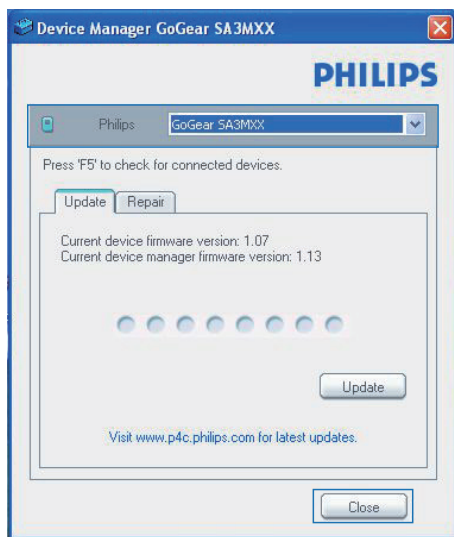 Device Manager GoGear SA3MXX
PHILIPS
Philips GoGear SA3MXX
Press 'F5' to check for connected devices.
Update Repair
Current device firmware version: 1.07
Current device manager firmware version: 1.13
Update
Visit www.p4c.philips.com for latest updates.
Close